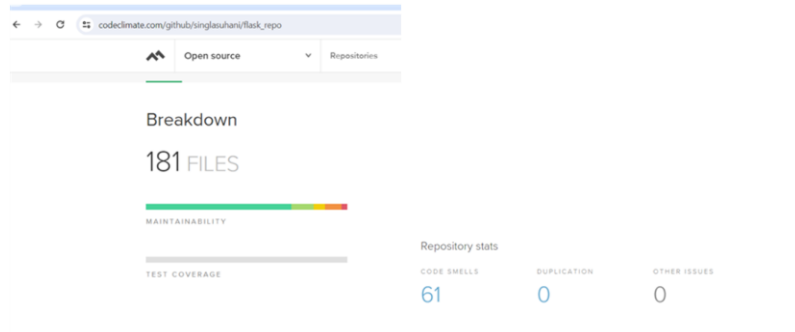 codeclimate.com/github/singlasuhani/flask_repo
Open source
Repositories
Breakdown
181 FILES
MAINTAINABILITY
TEST COVERAGE
Repository stats
CODE SMELLS DUPLICATION OTHER ISSUES
61 0 0